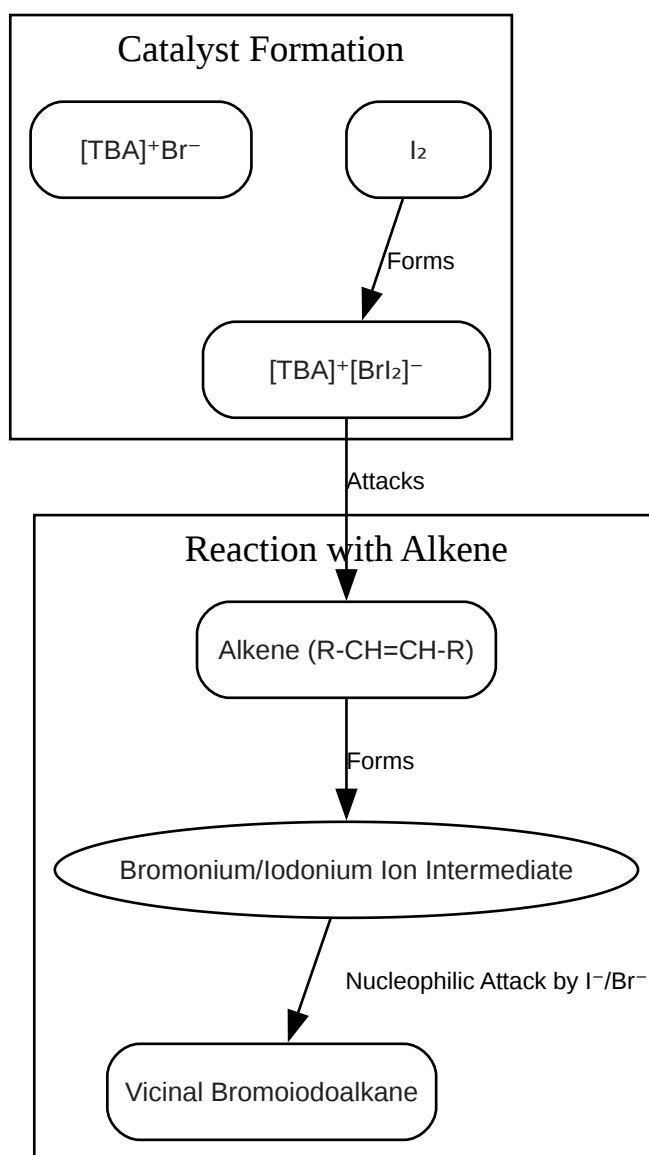 Catalyst Formation
[TBA]⁺Br⁻
I₂
Forms
[TBA]⁺[BrI₂]⁻
Attacks
Reaction with Alkene
Alkene (R-CH=CH-R)
Forms
Bromonium/Iodonium Ion Intermediate
Nucleophilic Attack by I⁻/Br⁻
Vicinal Bromoiodoalkane